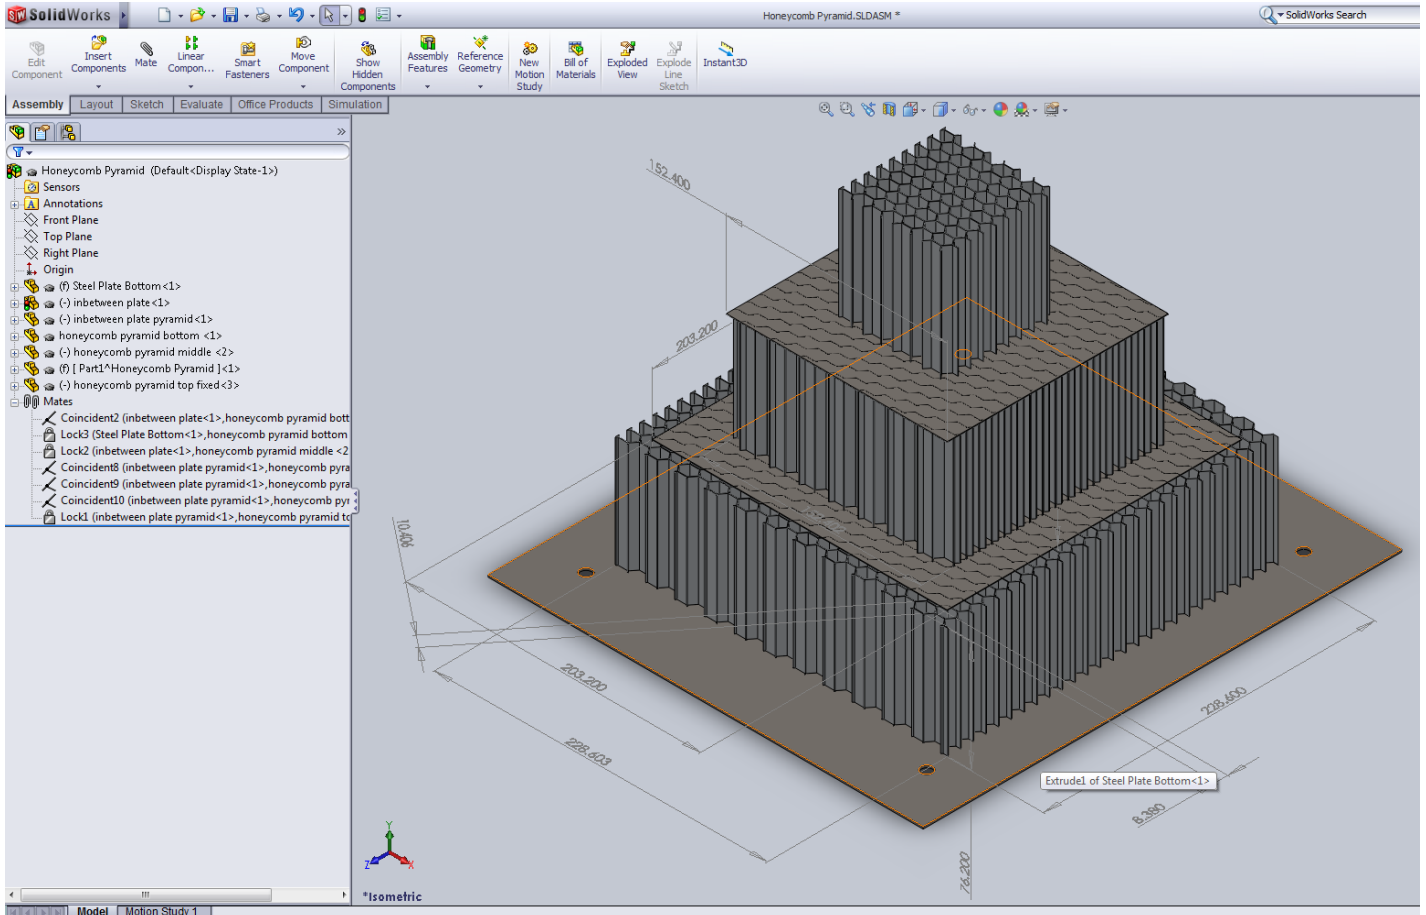 SolidWorks
Honeycomb Pyramid.SLDASM *
SolidWorks Search
Edit Component
Insert Components
Mate
Linear Compon...
Smart Fasteners
Move Component
Show Hidden Components
Assembly Features
Reference Geometry
New Motion Study
Bill of Materials
Exploded View
Explode Line Sketch
Instant3D
Assembly
Layout
Sketch
Evaluate
Office Products
Simulation
Honeycomb Pyramid (Default<Display State-1>)
Sensors
Annotations
Front Plane
Top Plane
Right Plane
Origin
(f) Steel Plate Bottom<1>
(-) inbetween plate<1>
(-) inbetween plate pyramid<1>
honeycomb pyramid bottom <1>
(-) honeycomb pyramid middle <2>
(f) [ Part1^Honeycomb Pyramid ]<1>
(-) honeycomb pyramid top fixed<3>
Mates
Coincident2 (inbetween plate<1>,honeycomb pyramid bott
Lock3 (Steel Plate Bottom<1>,honeycomb pyramid bottom
Lock2 (inbetween plate<1>,honeycomb pyramid middle <2
Coincident8 (inbetween plate pyramid<1>,honeycomb pyra
Coincident9 (inbetween plate pyramid<1>,honeycomb pyra
Coincident10 (inbetween plate pyramid<1>,honeycomb pyr
Lock1 (inbetween plate pyramid<1>,honeycomb pyramid to
152.400
203.200
10.406
203.200
228.603
228.600
Extrude1 of Steel Plate Bottom<1>
8.380
76.200
Y
Z
X
*Isometric
Model
Motion Study 1